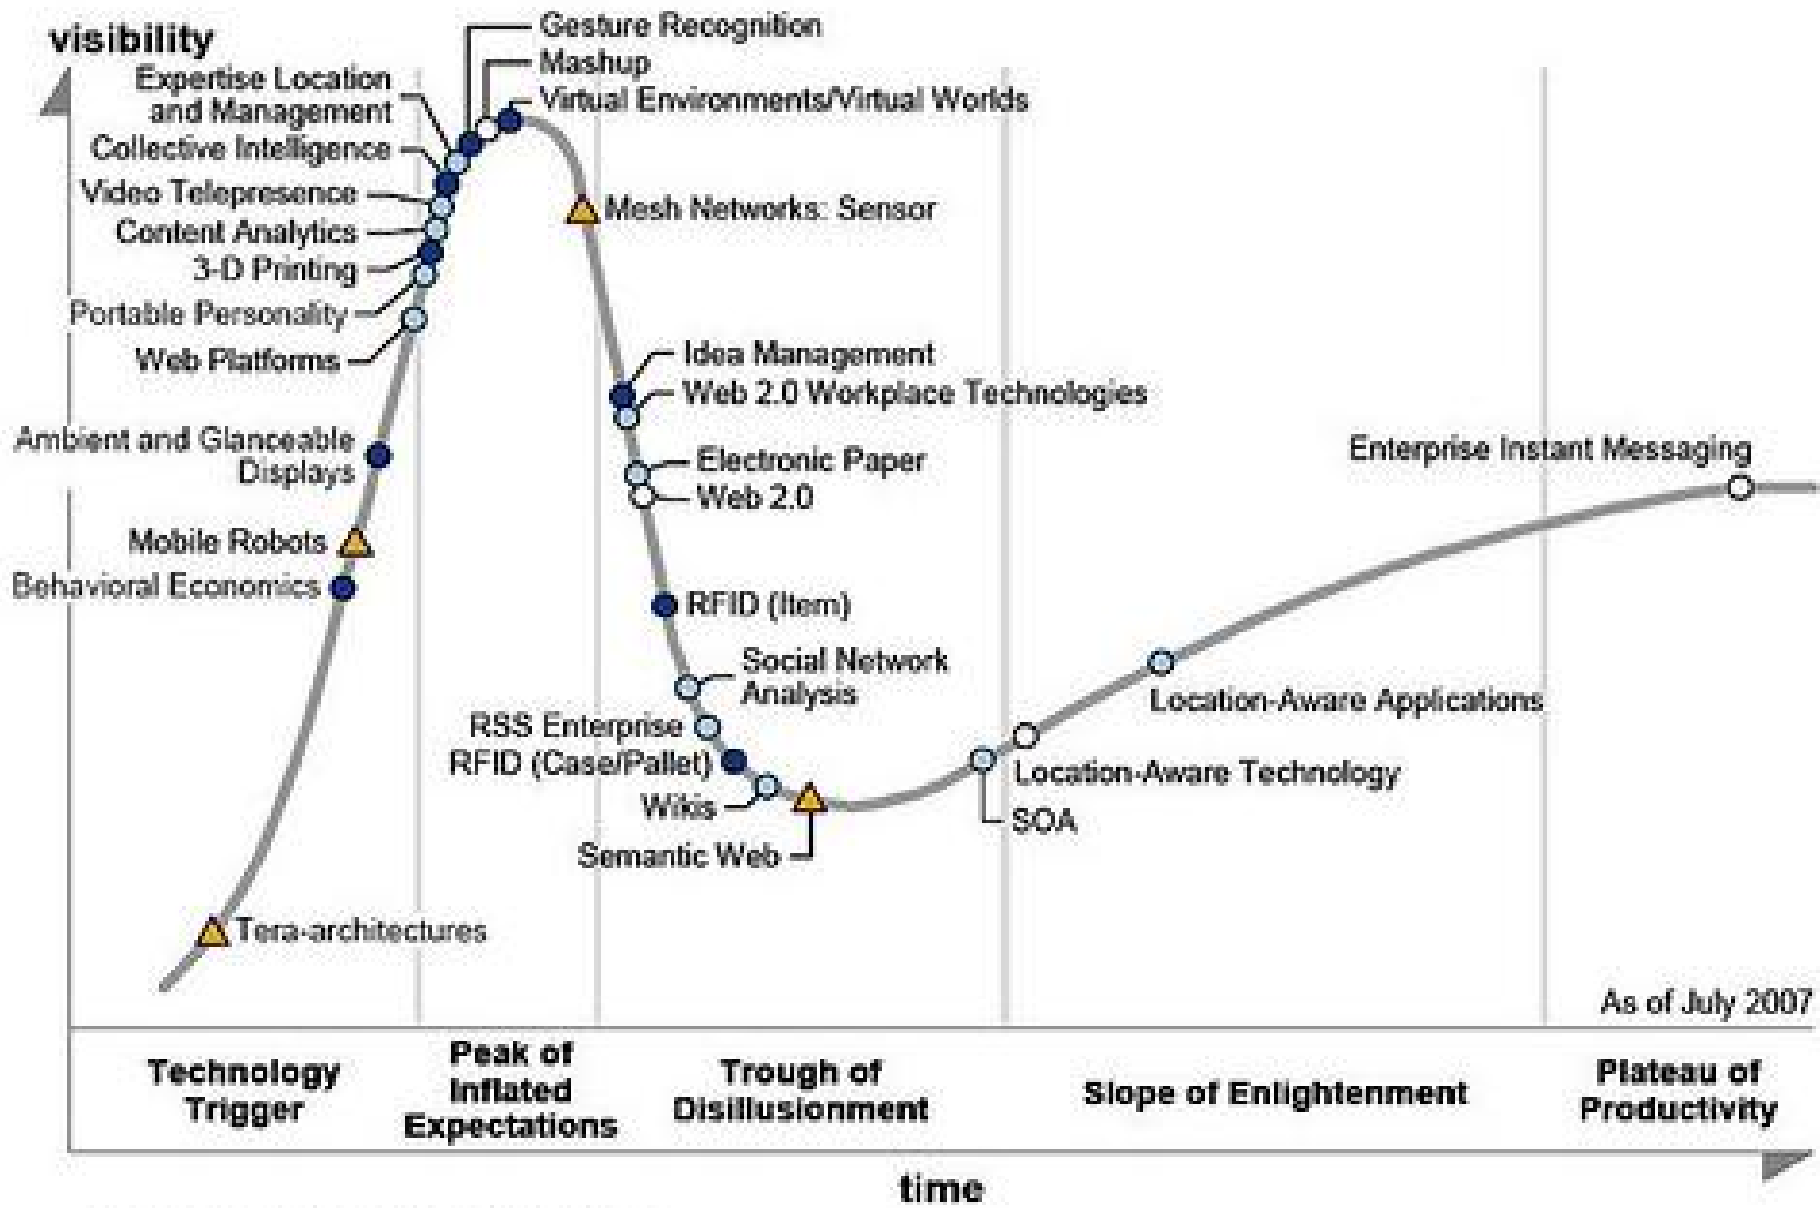 visibility
Gesture Recognition
Mashup
Virtual Environments/Virtual Worlds
Expertise Location
and Management
Collective Intelligence
Video Telepresence
Content Analytics
3-D Printing
Portable Personality
Web Platforms
Ambient and Glanceable
Displays
Mobile Robots
Behavioral Economics
Tera-architectures
Mesh Networks: Sensor
Idea Management
Web 2.0 Workplace Technologies
Electronic Paper
Web 2.0
RFID (Item)
Social Network
Analysis
RSS Enterprise
RFID (Case/Pallet)
Wikis
Semantic Web
Enterprise Instant Messaging
Location-Aware Applications
Location-Aware Technology
SOA
As of July 2007
Technology
Trigger
Peak of
Inflated
Expectations
Trough of
Disillusionment
Slope of Enlightenment
Plateau of
Productivity
time